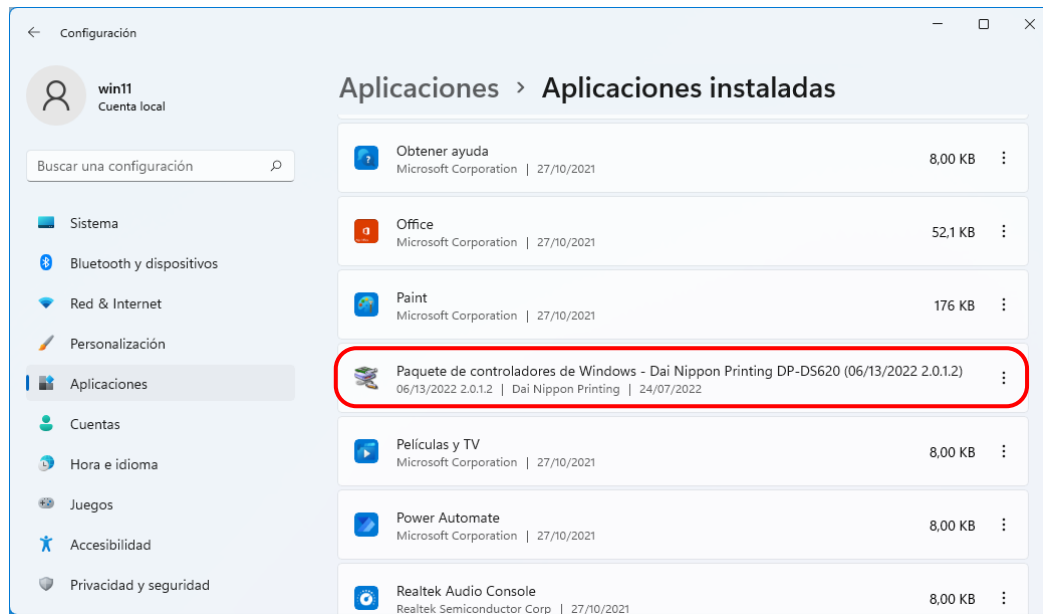 Configuración
win11
Cuenta local
Buscar una configuración
Sistema
Bluetooth y dispositivos
Red & Internet
Personalización
Aplicaciones
Cuentas
Hora e idioma
Juegos
Accesibilidad
Privacidad y seguridad
Aplicaciones > Aplicaciones instaladas
Obtener ayuda
Microsoft Corporation | 27/10/2021
8,00 KB
Office
Microsoft Corporation | 27/10/2021
52,1 KB
Paint
Microsoft Corporation | 27/10/2021
176 KB
Paquete de controladores de Windows - Dai Nippon Printing DP-DS620 (06/13/2022 2.0.1.2)
06/13/2022 2.0.1.2 | Dai Nippon Printing | 24/07/2022
Películas y TV
Microsoft Corporation | 27/10/2021
8,00 KB
Power Automate
Microsoft Corporation | 27/10/2021
8,00 KB
Realtek Audio Console
Realtek Semiconductor Corp | 27/10/2021
8,00 KB